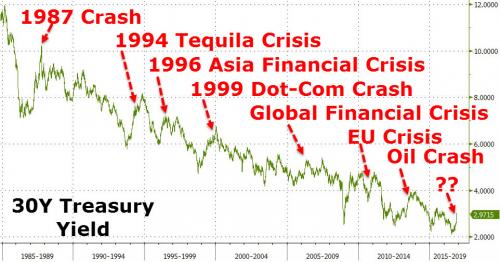 12.0000
1987 Crash
10.0000
1994 Tequila Crisis
1996 Asia Financial Crisis
8.0000
1999 Dot-Com Crash
Global Financial Crisis
6.0000
EU Crisis
Oil Crash
??
4.0000
30Y Treasury
Yield
2.9715
2.0000
1985-1989 1990-1994 1995-1999 2000-2004 2005-2009 2010-2014 2015-2019